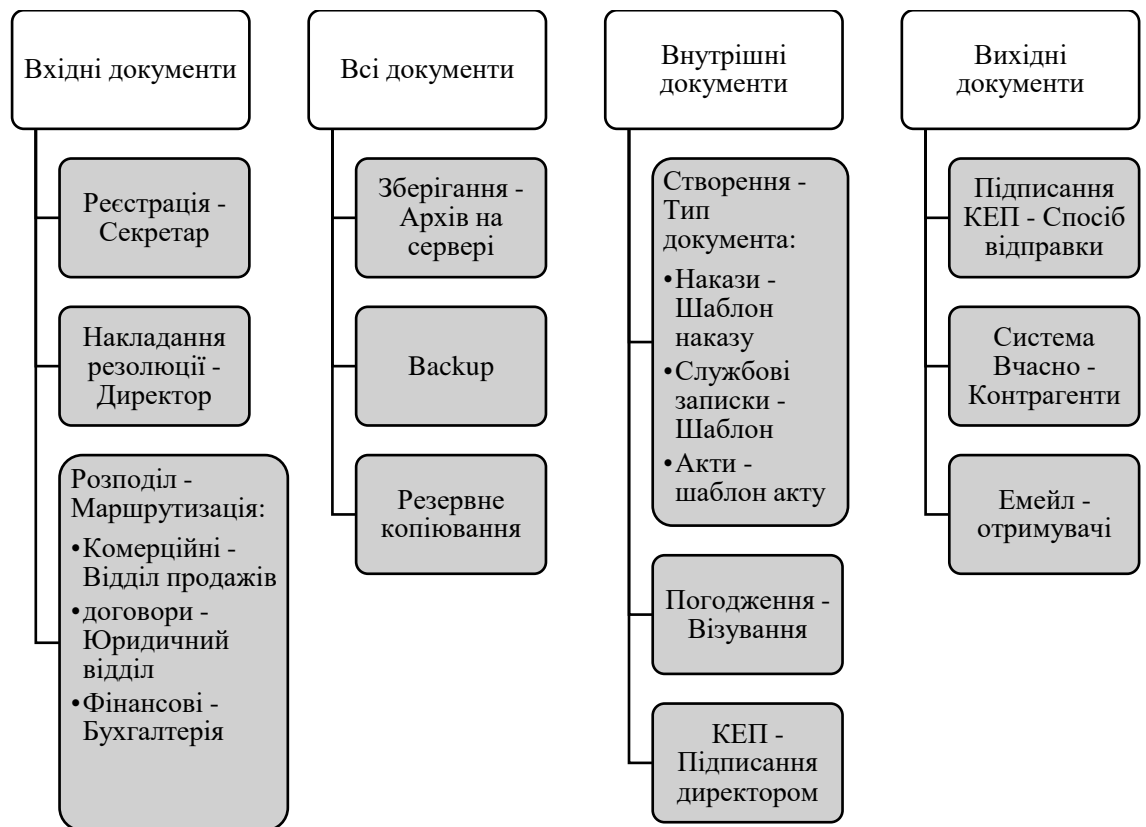 Вхідні документи
Реєстрація -
Секретар
Накладання
резолюції -
Директор
Розподіл -
Маршрутизація:
•Комерційні -
Відділ продажів
•договори -
Юридичний
відділ
•Фінансові -
Бухгалтерія
Всі документи
Зберігання -
Архів на
сервері
Backup
Резервне
копіювання
Внутрішні
документи
Створення -
Тип
документа:
•Накази -
Шаблон
наказу
•Службові
записки -
Шаблон
•Акти -
шаблон акту
Погодження -
Візування
КЕП -
Підписання
директором
Вихідні
документи
Підписання
КЕП - Спосіб
відправки
Система
Вчасно -
Контрагенти
Емейл -
отримувачі